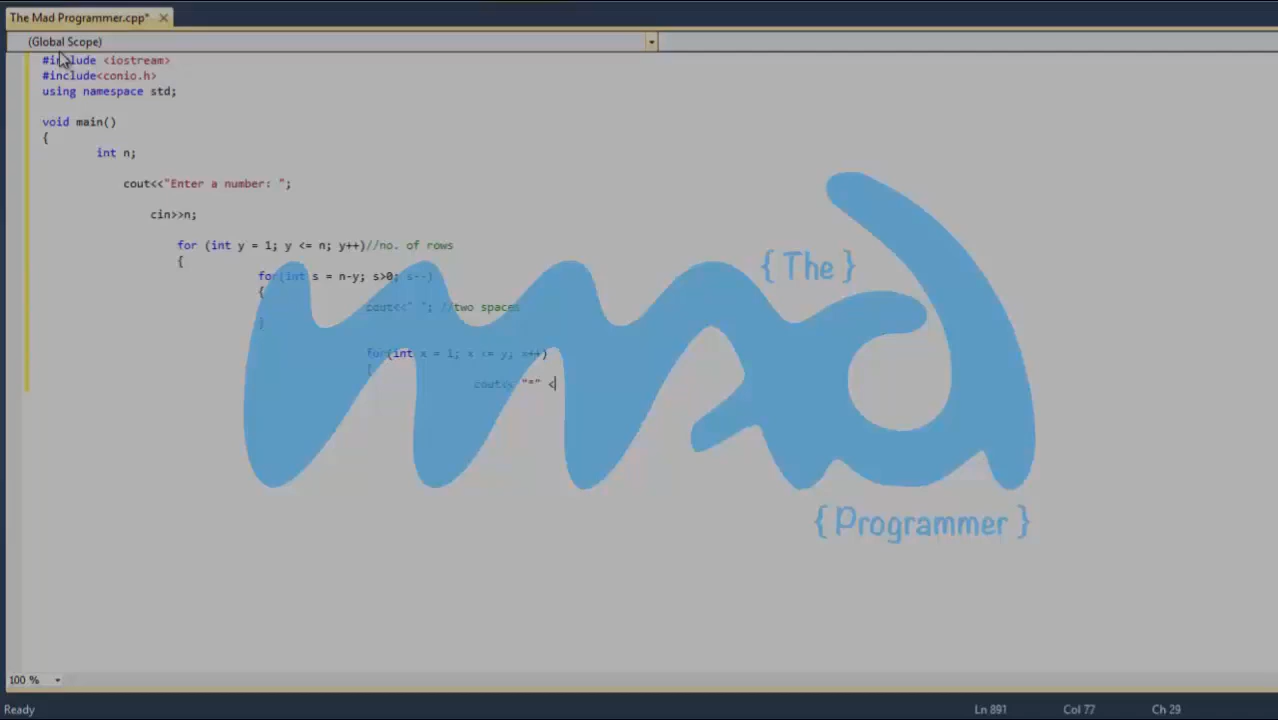 The Mad Programmer.cpp*
(Global Scope)
#include <iostream>
#include<conio.h>
using namespace std;
void main()
{
int n;
cout<<"Enter a number: ";
cin>>n;
for (int y = 1; y <= n; y++)//no. of rows
{
for(int s = n-y; s>0; s--)
{
cout<<" "; //two spaces
}
for(int x = 1; x <= y; x++)
{
cout<< "*" <
{ The }
mad
{ Programmer }
100 %
Ready
Ln 891
Col 77
Ch 29